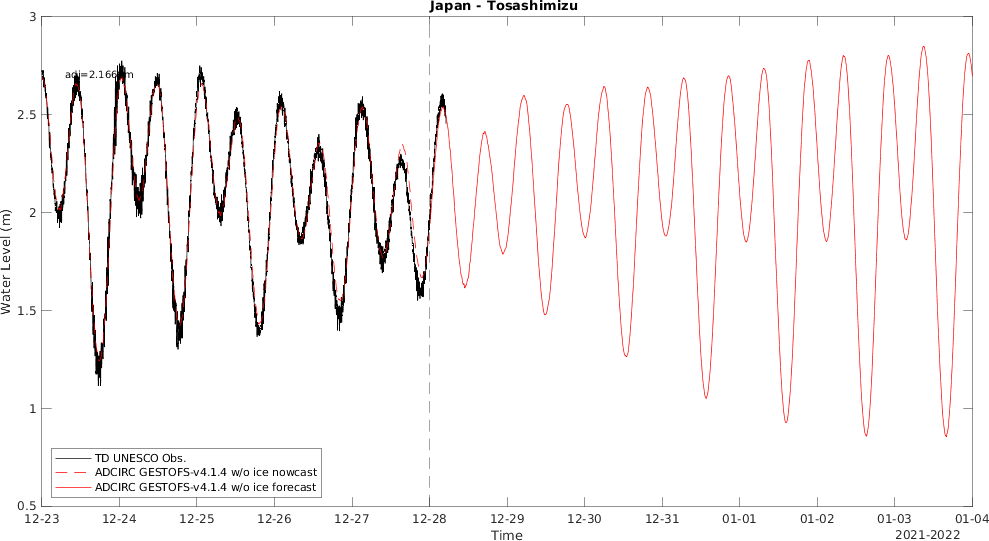 Japan - Tosashimizu
3
adj=2.166 m
2.5
2
1.5
1
0.5
Water Level (m)
TD UNESCO Obs.
ADCIRC GESTOFS-v4.1.4 w/o ice nowcast
ADCIRC GESTOFS-v4.1.4 w/o ice forecast
12-23 12-24 12-25 12-26 12-27 12-28 12-29 12-30 12-31 01-01 01-02 01-03 01-04
Time
2021-2022